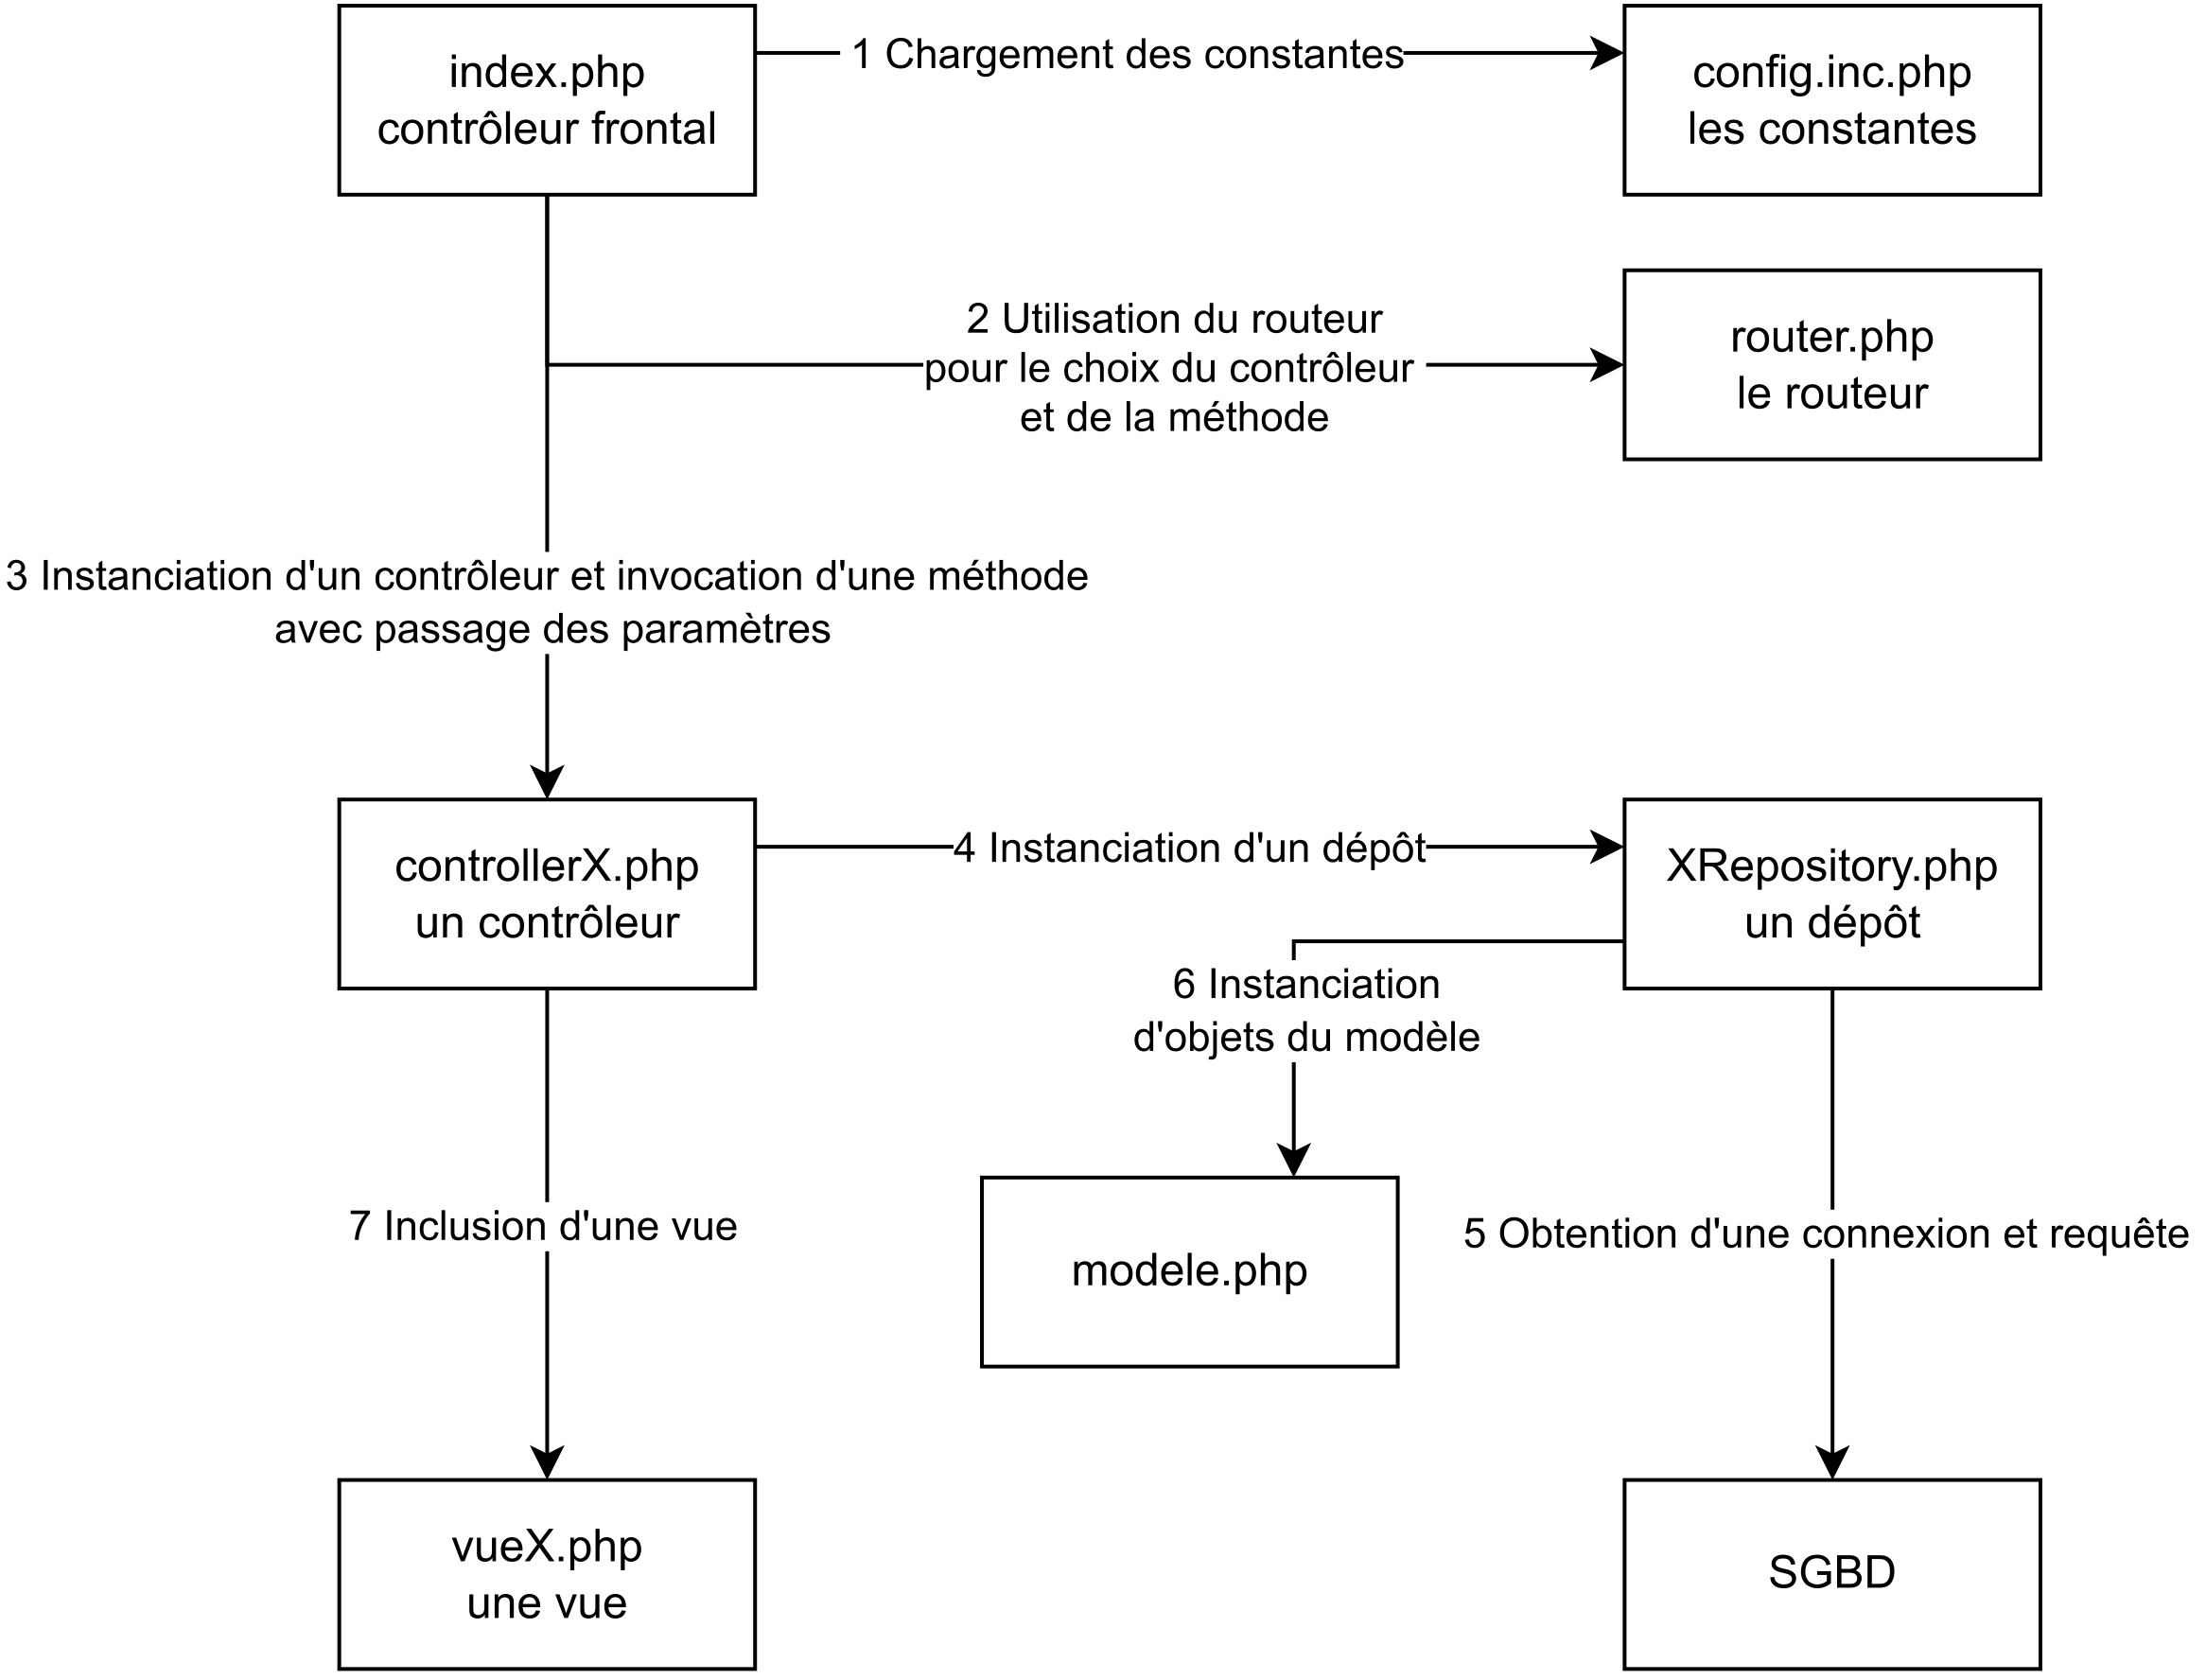 index.php
contrôleur frontal
1 Chargement des constantes
config.inc.php
les constantes
2 Utilisation du routeur
pour le choix du contrôleur
et de la méthode
router.php
le routeur
3 Instanciation d'un contrôleur et invocation d'une méthode
avec passage des paramètres
controllerX.php
un contrôleur
4 Instanciation d'un dépôt
XRepository.php
un dépôt
6 Instanciation
d'objets du modèle
modele.php
5 Obtention d'une connexion et requête
7 Inclusion d'une vue
vueX.php
une vue
SGBD